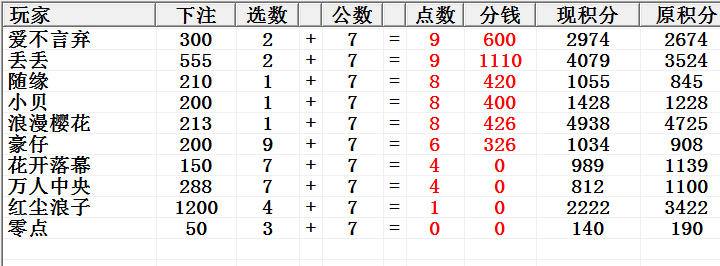 玩家 下注 选数 公数 点数 分钱 现积分 原积分
爱不言弃 300 2 + 7 = 9 600 2974 2674
丢丢 555 2 + 7 = 9 1110 4079 3524
随缘 210 1 + 7 = 8 420 1055 845
小贝 200 1 + 7 = 8 400 1428 1228
浪漫樱花 213 1 + 7 = 8 426 4938 4725
豪仔 200 9 + 7 = 6 326 1034 908
花开落幕 150 7 + 7 = 4 0 989 1139
万人中央 288 7 + 7 = 4 0 812 1100
红尘浪子 1200 4 + 7 = 1 0 2222 3422
零点 50 3 + 7 = 0 0 140 190